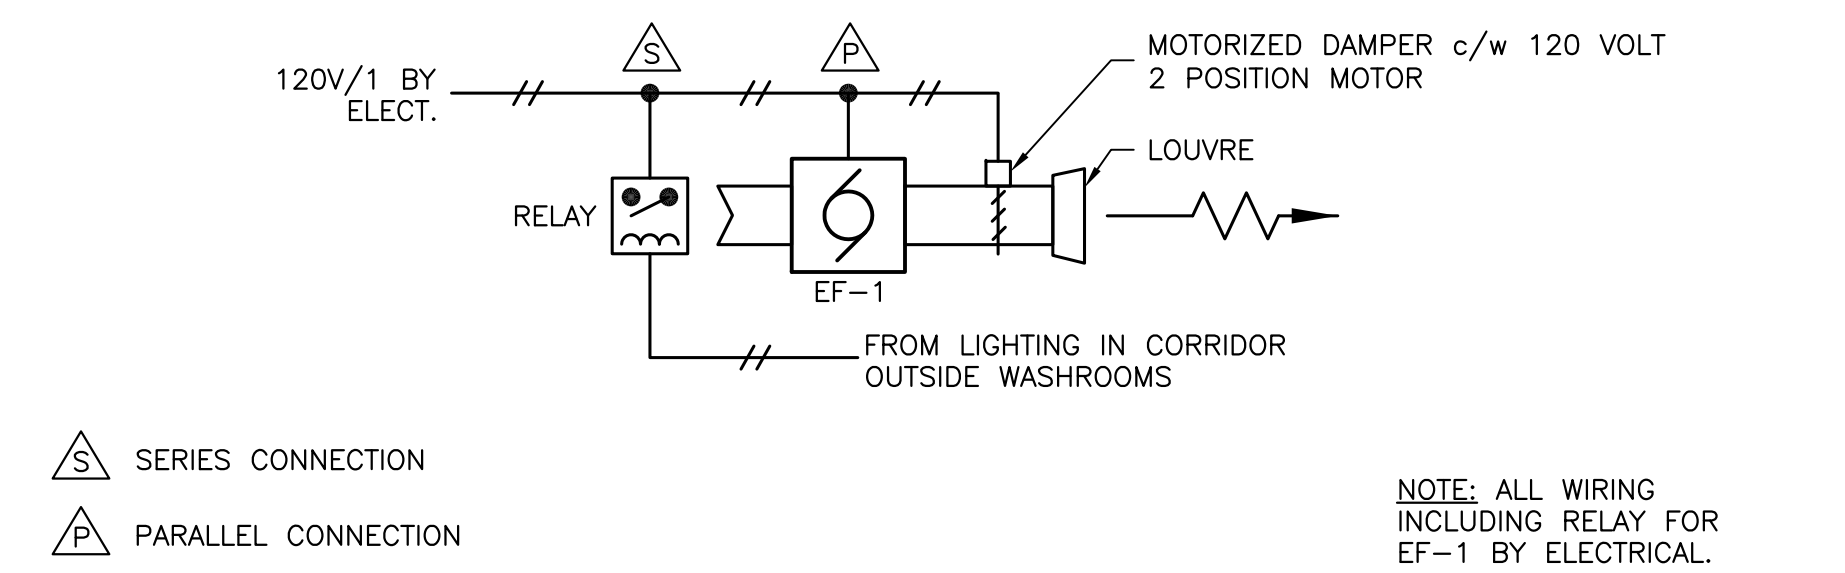 S
P
MOTORIZED DAMPER c/w 120 VOLT
2 POSITION MOTOR
120V/1 BY
ELECT.
LOUVRE
RELAY
EF-1
FROM LIGHTING IN CORRIDOR
OUTSIDE WASHROOMS
S SERIES CONNECTION
P PARALLEL CONNECTION
NOTE: ALL WIRING
INCLUDING RELAY FOR
EF-1 BY ELECTRICAL.